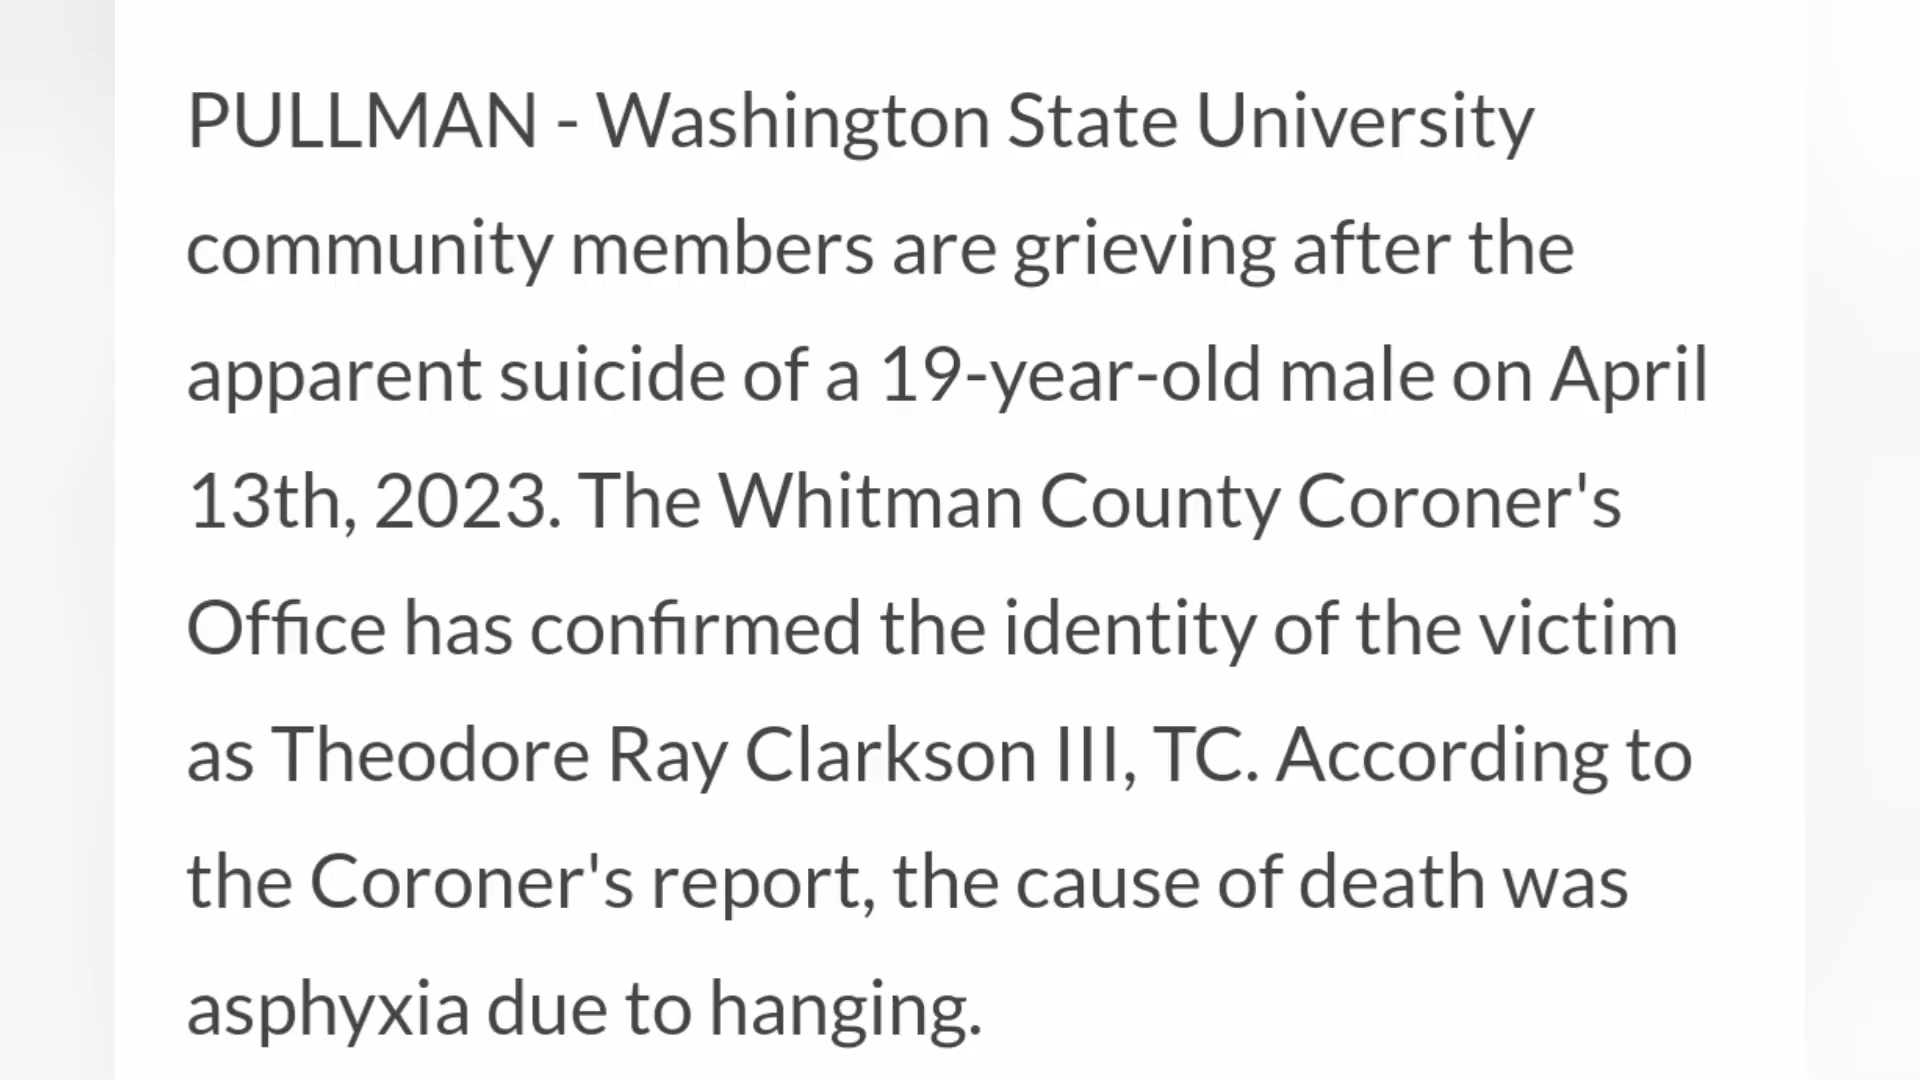 PULLMAN - Washington State University
community members are grieving after the
apparent suicide of a 19-year-old male on April
13th, 2023. The Whitman County Coroner's
Office has confirmed the identity of the victim
as Theodore Ray Clarkson III, TC. According to
the Coroner's report, the cause of death was
asphyxia due to hanging.